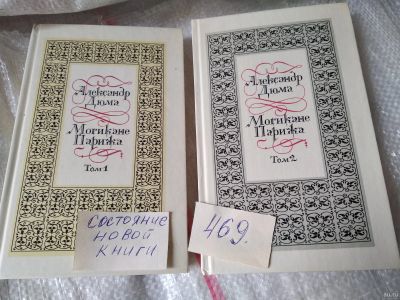 Александр
Дюма
Могикане
Парижа
Том 1
СОСТОЯНИЕ
НОВОЙ
КНИГИ
Александр
Дюма
Могикане
Парижа
Том 2
469.